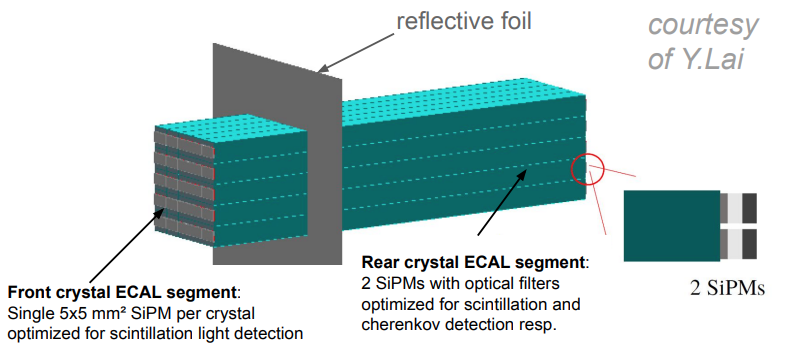 reflective foil
courtesy
of Y.Lai
Rear crystal ECAL segment:
2 SiPMs with optical filters
optimized for scintillation and
cherenkov detection resp.
2 SiPMs
Front crystal ECAL segment:
Single 5x5 mm² SiPM per crystal
optimized for scintillation light detection